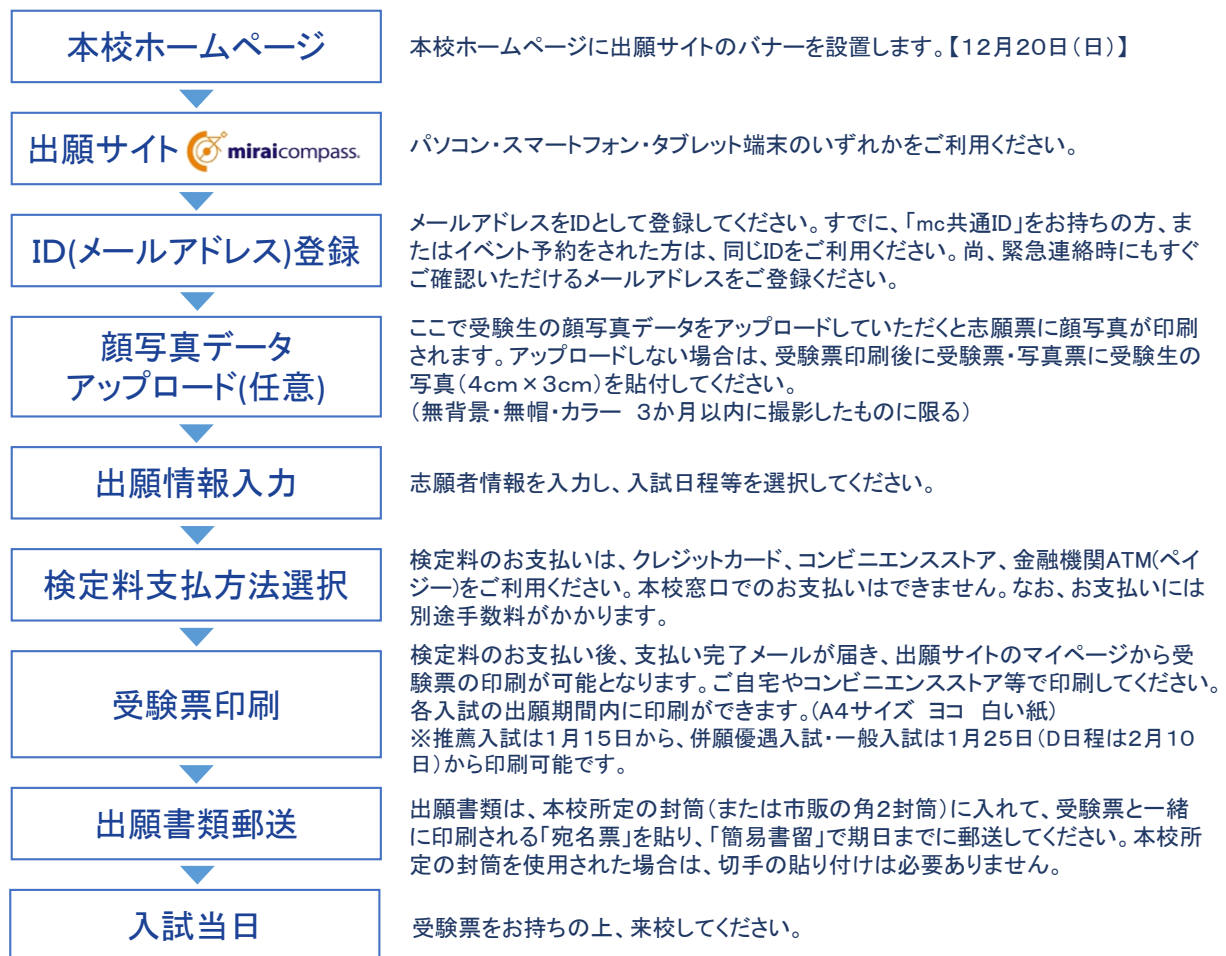 本校ホームページ
本校ホームページに出願サイトのバナーを設置します。【12月20日(日)】
出願サイト miraicompass.
パソコン・スマートフォン・タブレット端末のいずれかをご利用ください。
ID(メールアドレス)登録
メールアドレスをIDとして登録してください。すでに、「mc共通ID」をお持ちの方、ま
たはイベント予約をされた方は、同じIDをご利用ください。尚、緊急連絡時にもすぐ
ご確認いただけるメールアドレスをご登録ください。
顔写真データ
アップロード(任意)
ここで受験生の顔写真データをアップロードしていただくと志願票に顔写真が印刷
されます。アップロードしない場合は、受験票印刷後に受験票・写真票に受験生の
写真(4cm×3cm)を貼付してください。
(無背景・無帽・カラー 3か月以内に撮影したものに限る)
出願情報入力
志願者情報を入力し、入試日程等を選択してください。
検定料支払方法選択
検定料のお支払いは、クレジットカード、コンビニエンスストア、金融機関ATM(ペイ
ジー)をご利用ください。本校窓口でのお支払いはできません。なお、お支払いには
別途手数料がかかります。
受験票印刷
検定料のお支払い後、支払い完了メールが届き、出願サイトのマイページから受
験票の印刷が可能となります。ご自宅やコンビニエンスストア等で印刷してください。
各入試の出願期間内に印刷ができます。(A4サイズ ヨコ 白い紙)
※推薦入試は1月15日から、併願優遇入試・一般入試は1月25日(D日程は2月10
日)から印刷可能です。
出願書類郵送
出願書類は、本校所定の封筒(または市販の角2封筒)に入れて、受験票と一緒
に印刷される「宛名票」を貼り、「簡易書留」で期日までに郵送してください。本校所
定の封筒を使用された場合は、切手の貼り付けは必要ありません。
入試当日
受験票をお持ちの上、来校してください。